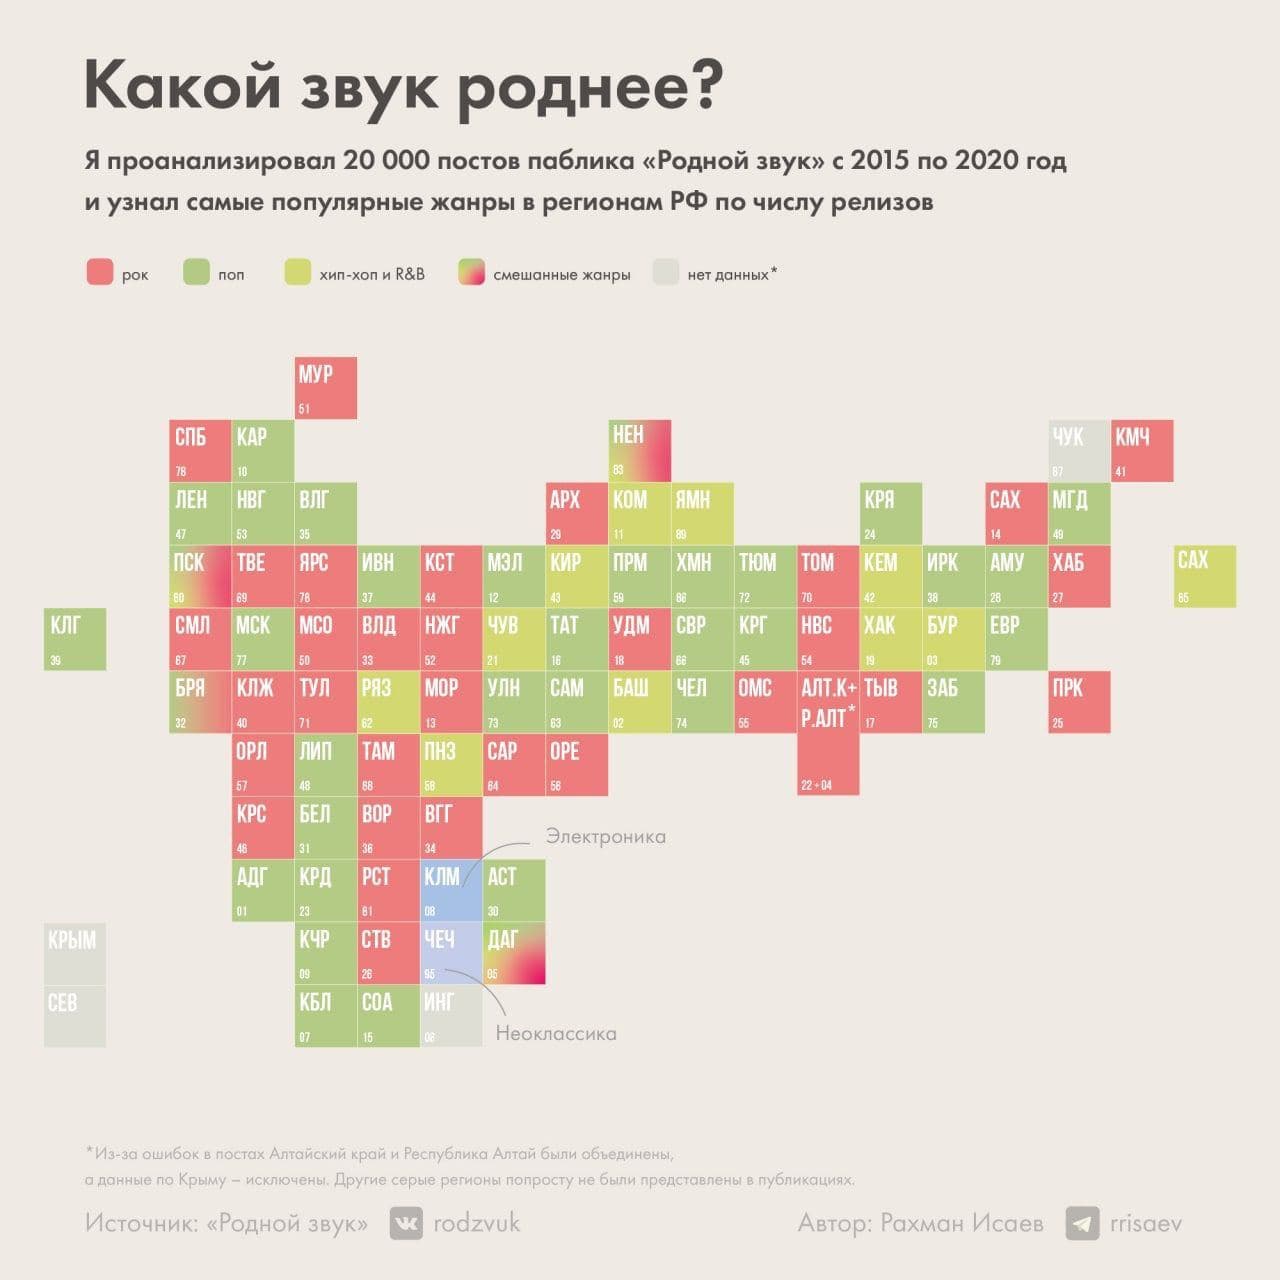 Какой звук роднее?
Я проанализировал 20 000 постов паблика «Родной звук» с 2015 по 2020 год
и узнал самые популярные жанры в регионам РФ по числу релизов
рок поп хип-хоп и R&B смешанные жанры нет данных*
МУР
51
СПБ КАР НЕН ЧУК КМЧ
78 10 83 87 41
ЛЕН НВГ ВЛГ АРХ КОМ ЯМН КРЯ САХ МГД
47 53 35 29 11 89 24 14 49
ПСК ТВЕ ЯРС ИВН КСТ МЭЛ КИР ПРМ ХМН ТЮМ ТОМ КЕМ ИРК АМУ ХАБ САХ
60 69 76 37 44 12 43 59 86 72 70 42 38 28 27 65
КЛГ СМЛ МСК МСО ВЛД НЖГ ЧУВ ТАТ УДМ СВР КРГ НВС ХАК БУР ЕВР
39 67 77 50 33 52 21 16 18 66 45 54 19 03 79
БРЯ КЛЖ ТУЛ РЯЗ МОР УЛН САМ БАШ ЧЕЛ ОМС АЛТ.К+ ТЫВ ЗАБ ПРК
Р.АЛТ*
32 40 71 62 13 73 63 02 74 55 17 75 25
ОРЛ ЛИП ТАМ ПНЗ САР ОРЕ
57 48 68 58 64 56 22+04
КРС БЕЛ ВОР ВГГ
46 31 36 34
Электроника
АДГ КРД РСТ КЛМ АСТ
01 23 61 08 30
КРЫМ КЧР СТВ ЧЕЧ ДАГ
09 26 95 05
СЕВ КБЛ СОА ИНГ
07 15 06
Неоклассика
*Из-за ошибок в постах Алтайский край и Республика Алтай были объединены,
а данные по Крыму – исключены. Другие серые регионы попросту не были представлены в публикациях.
Источник: «Родной звук» rodzvuk Автор: Рахман Исаев rrisaev